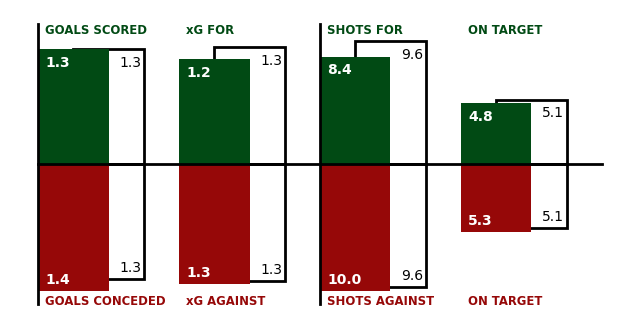 GOALS SCORED xG FOR SHOTS FOR ON TARGET
1.3 1.3 1.2 1.3 8.4 9.6 4.8 5.1
1.4 1.3 1.3 1.3 10.0 9.6 5.3 5.1
GOALS CONCEDED xG AGAINST SHOTS AGAINST ON TARGET